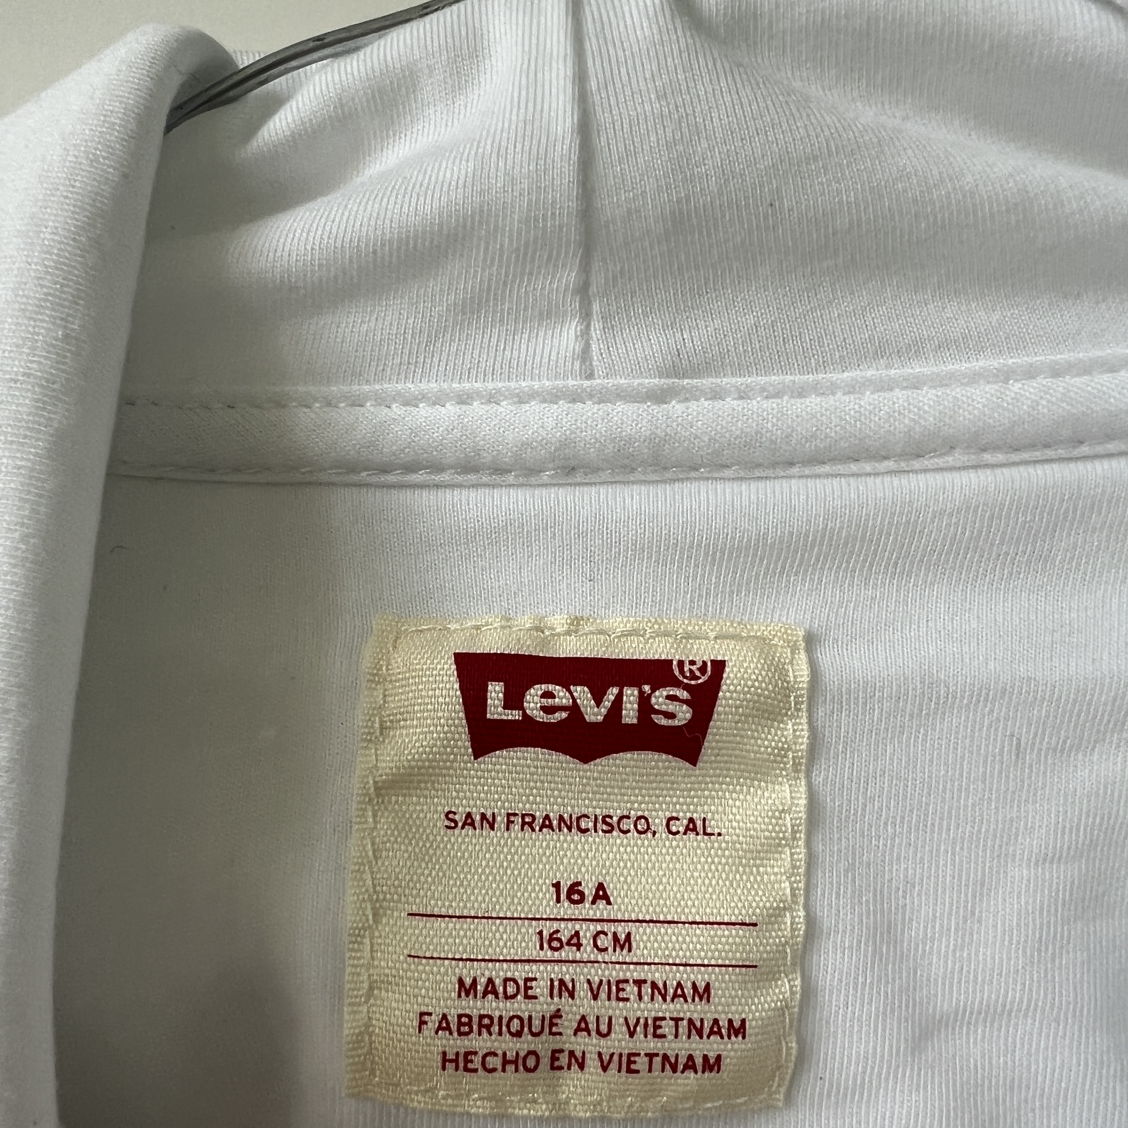 Levi's®
SAN FRANCISCO, CAL.
16A
164 CM
MADE IN VIETNAM
FABRIQUÉ AU VIETNAM
HECHO EN VIETNAM